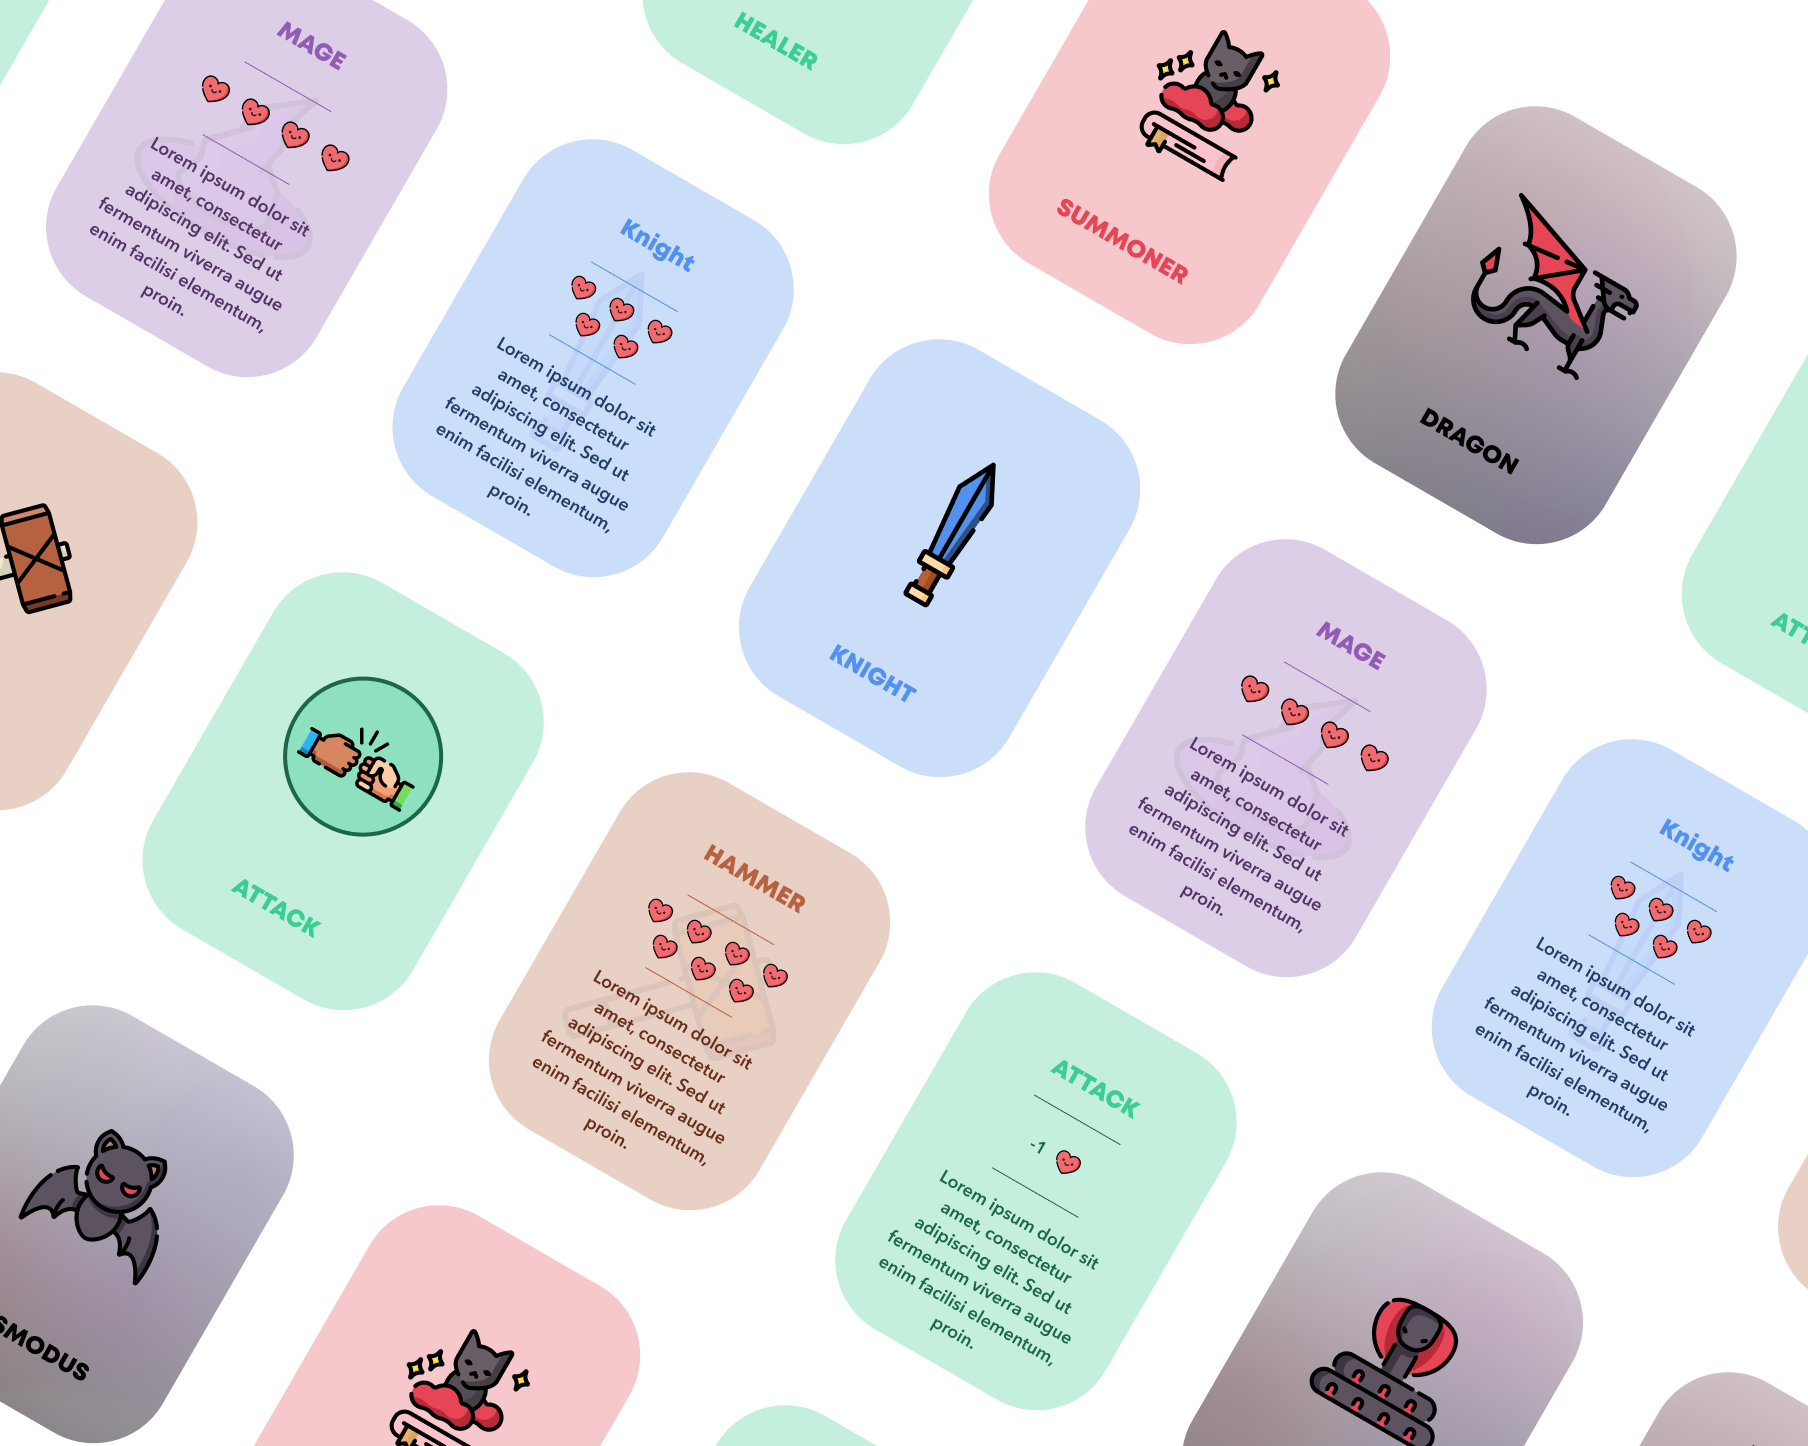 MAGE
Lorem ipsum dolor sit
amet, consectetur
adipiscing elit. Sed ut
fermentum viverra augue
enim facilisi elementum,
proin.
HEALER
SUMMONER
Knight
Lorem ipsum dolor sit
amet, consectetur
adipiscing elit. Sed ut
fermentum viverra augue
enim facilisi elementum,
proin.
DRAGON
KNIGHT
ATT
MAGE
Lorem ipsum dolor sit
amet, consectetur
adipiscing elit. Sed ut
fermentum viverra augue
enim facilisi elementum,
proin.
ATTACK
HAMMER
Lorem ipsum dolor sit
amet, consectetur
adipiscing elit. Sed ut
fermentum viverra augue
enim facilisi elementum,
proin.
Knight
Lorem ipsum dolor sit
amet, consectetur
adipiscing elit. Sed ut
fermentum viverra augue
enim facilisi elementum,
proin.
ATTACK
-1
Lorem ipsum dolor sit
amet, consectetur
adipiscing elit. Sed ut
fermentum viverra augue
enim facilisi elementum,
proin.
SMODUS